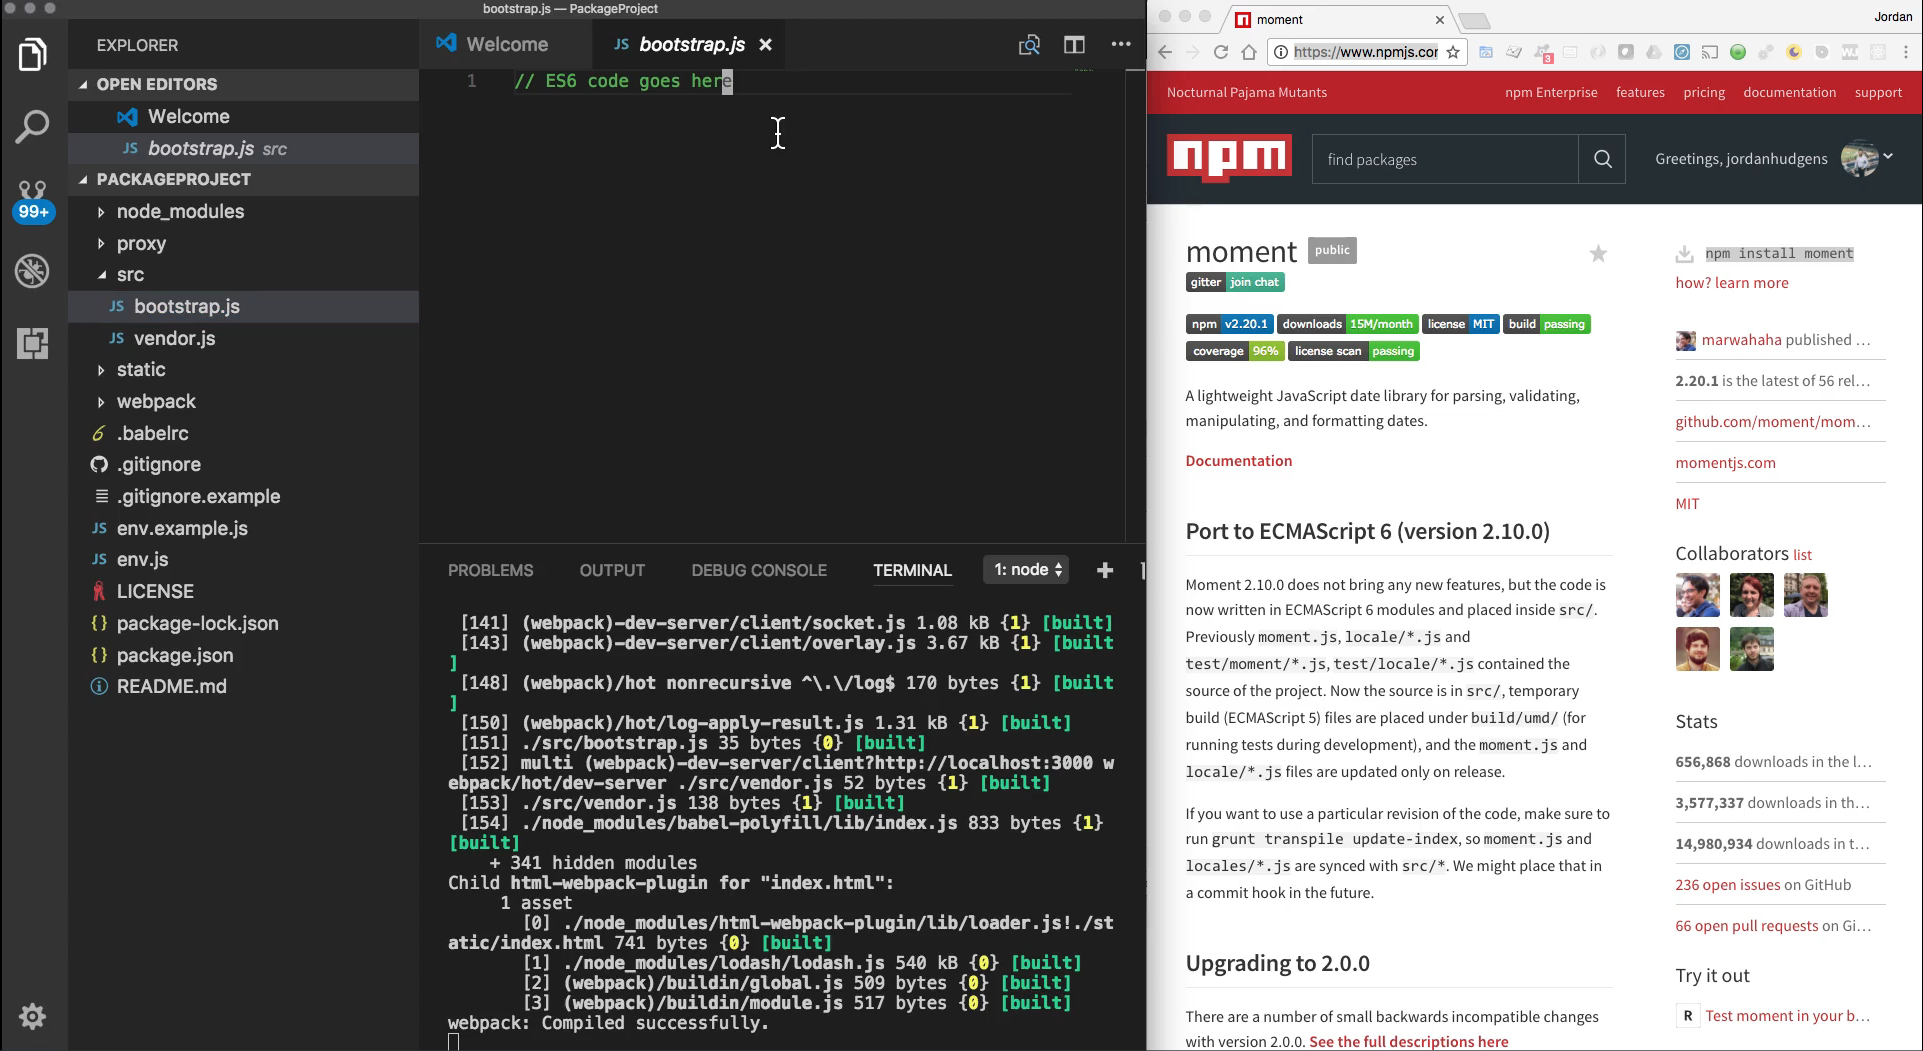 bootstrap.js — PackageProject
EXPLORER
OPEN EDITORS
Welcome
JS bootstrap.js src
PACKAGEPROJECT
node_modules
proxy
src
JS bootstrap.js
JS vendor.js
static
webpack
.babelrc
.gitignore
.gitignore.example
JS env.example.js
JS env.js
LICENSE
{} package-lock.json
{} package.json
README.md
99+
Welcome
JS bootstrap.js
1 // ES6 code goes here
PROBLEMS OUTPUT DEBUG CONSOLE TERMINAL 1: node
[141] (webpack)-dev-server/client/socket.js 1.08 kB {1} [built]
[143] (webpack)-dev-server/client/overlay.js 3.67 kB {1} [built
]
[148] (webpack)/hot nonrecursive ^\.\/log$ 170 bytes {1} [built
]
[150] (webpack)/hot/log-apply-result.js 1.31 kB {1} [built]
[151] ./src/bootstrap.js 35 bytes {0} [built]
[152] multi (webpack)-dev-server/client?http://localhost:3000 w
ebpack/hot/dev-server ./src/vendor.js 52 bytes {1} [built]
[153] ./src/vendor.js 138 bytes {1} [built]
[154] ./node_modules/babel-polyfill/lib/index.js 833 bytes {1}
[built]
+ 341 hidden modules
Child html-webpack-plugin for "index.html":
1 asset
[0] ./node_modules/html-webpack-plugin/lib/loader.js!./st
atic/index.html 741 bytes {0} [built]
[1] ./node_modules/lodash/lodash.js 540 kB {0} [built]
[2] (webpack)/buildin/global.js 509 bytes {0} [built]
[3] (webpack)/buildin/module.js 517 bytes {0} [built]
webpack: Compiled successfully.
moment
Jordan
https://www.npmjs.cor
3
Nocturnal Pajama Mutants
npm Enterprise features pricing documentation support
npm
find packages
Greetings, jordanhudgens
moment public
gitter join chat
npm v2.20.1 downloads 15M/month license MIT build passing
coverage 96% license scan passing
A lightweight JavaScript date library for parsing, validating,
manipulating, and formatting dates.
Documentation
Port to ECMAScript 6 (version 2.10.0)
Moment 2.10.0 does not bring any new features, but the code is
now written in ECMAScript 6 modules and placed inside src/.
Previously moment.js, locale/*.js and
test/moment/*.js, test/locale/*.js contained the
source of the project. Now the source is in src/, temporary
build (ECMAScript 5) files are placed under build/umd/ (for
running tests during development), and the moment.js and
locale/*.js files are updated only on release.
If you want to use a particular revision of the code, make sure to
run grunt transpile update-index, so moment.js and
locales/*.js are synced with src/*. We might place that in
a commit hook in the future.
Upgrading to 2.0.0
There are a number of small backwards incompatible changes
with version 2.0.0. See the full descriptions here
npm install moment
how? learn more
marwahaha published ...
2.20.1 is the latest of 56 rel...
github.com/moment/mom...
momentjs.com
MIT
Collaborators list
Stats
656,868 downloads in the l...
3,577,337 downloads in th...
14,980,934 downloads in t...
236 open issues on GitHub
66 open pull requests on Gi...
Try it out
R Test moment in your b...